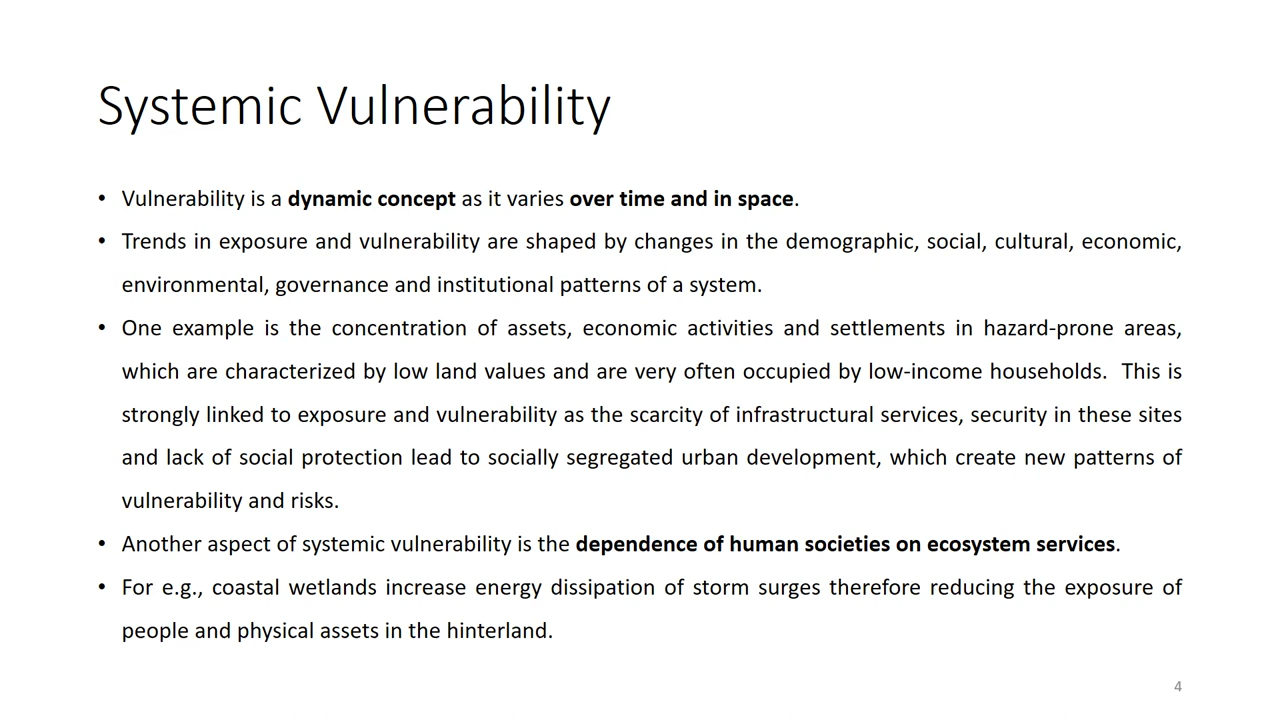 Systemic Vulnerability
• Vulnerability is a dynamic concept as it varies over time and in space.
• Trends in exposure and vulnerability are shaped by changes in the demographic, social, cultural, economic,
environmental, governance and institutional patterns of a system.
• One example is the concentration of assets, economic activities and settlements in hazard-prone areas,
which are characterized by low land values and are very often occupied by low-income households.  This is
strongly linked to exposure and vulnerability as the scarcity of infrastructural services, security in these sites
and lack of social protection lead to socially segregated urban development, which create new patterns of
vulnerability and risks.
• Another aspect of systemic vulnerability is the dependence of human societies on ecosystem services.
• For e.g., coastal wetlands increase energy dissipation of storm surges therefore reducing the exposure of
people and physical assets in the hinterland.
4